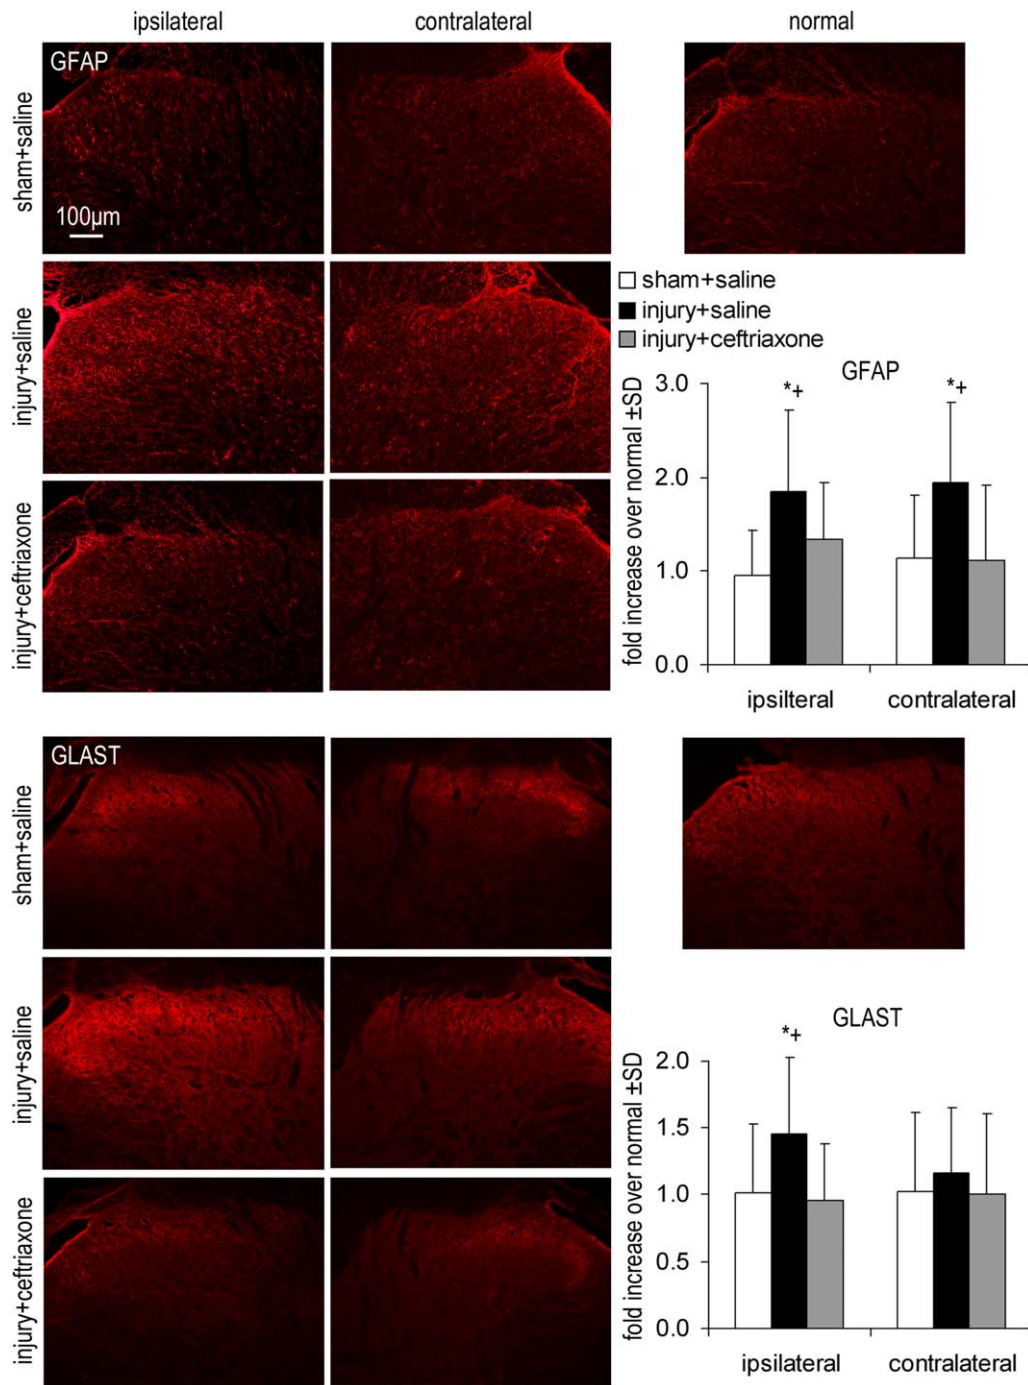 ipsilateral contralateral normal
GFAP
sham+saline
100µm
injury+saline
injury+ceftriaxone
sham+saline
injury+saline
injury+ceftriaxone
GFAP
fold increase over normal ±SD
3.0
2.0
1.0
0.0
*+
*+
ipsilteral contralateral
GLAST
sham+saline
injury+saline
injury+ceftriaxone
GLAST
fold increase over normal ±SD
2.0
1.5
1.0
0.5
0.0
*+
ipsilateral contralateral